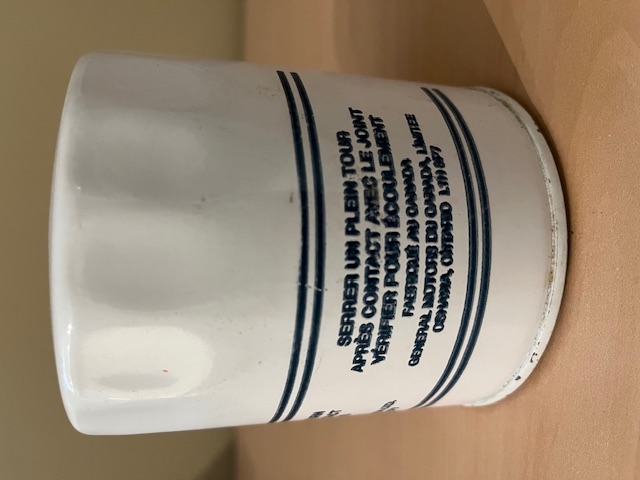 SERRER UN PLEIN TOUR
APRÈS CONTACT AVEC LE JOINT
VÉRIFIER POUR ÉCOULEMENT
FABRIQUÉ AU CANADA
GENERAL MOTORS DU CANADA, LIMITÉE
OSHAWA, ONTARIO L1H 8P7